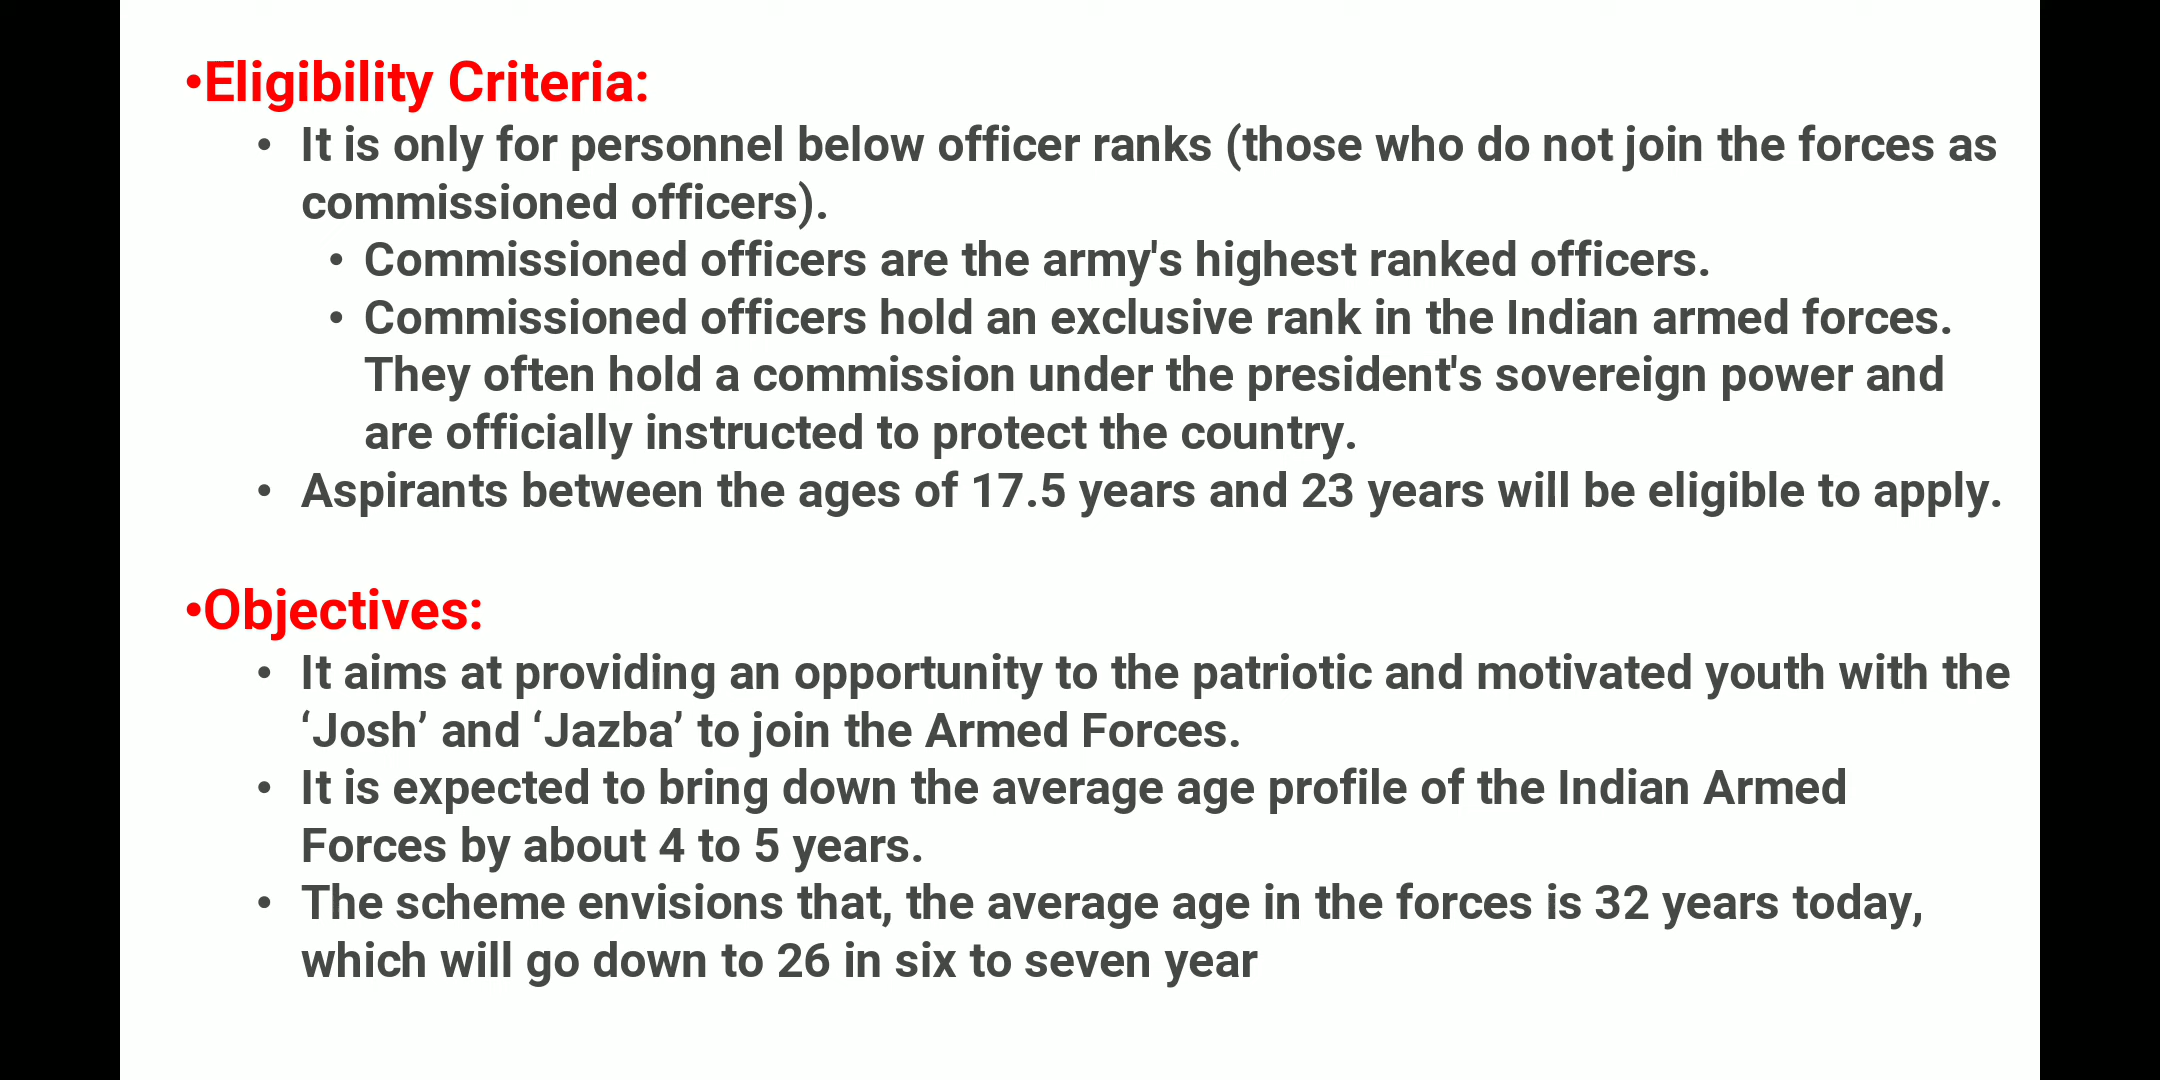 •Eligibility Criteria:
• It is only for personnel below officer ranks (those who do not join the forces as
commissioned officers).
• Commissioned officers are the army's highest ranked officers.
• Commissioned officers hold an exclusive rank in the Indian armed forces.
They often hold a commission under the president's sovereign power and
are officially instructed to protect the country.
• Aspirants between the ages of 17.5 years and 23 years will be eligible to apply.
•Objectives:
• It aims at providing an opportunity to the patriotic and motivated youth with the
‘Josh’ and ‘Jazba’ to join the Armed Forces.
• It is expected to bring down the average age profile of the Indian Armed
Forces by about 4 to 5 years.
• The scheme envisions that, the average age in the forces is 32 years today,
which will go down to 26 in six to seven year